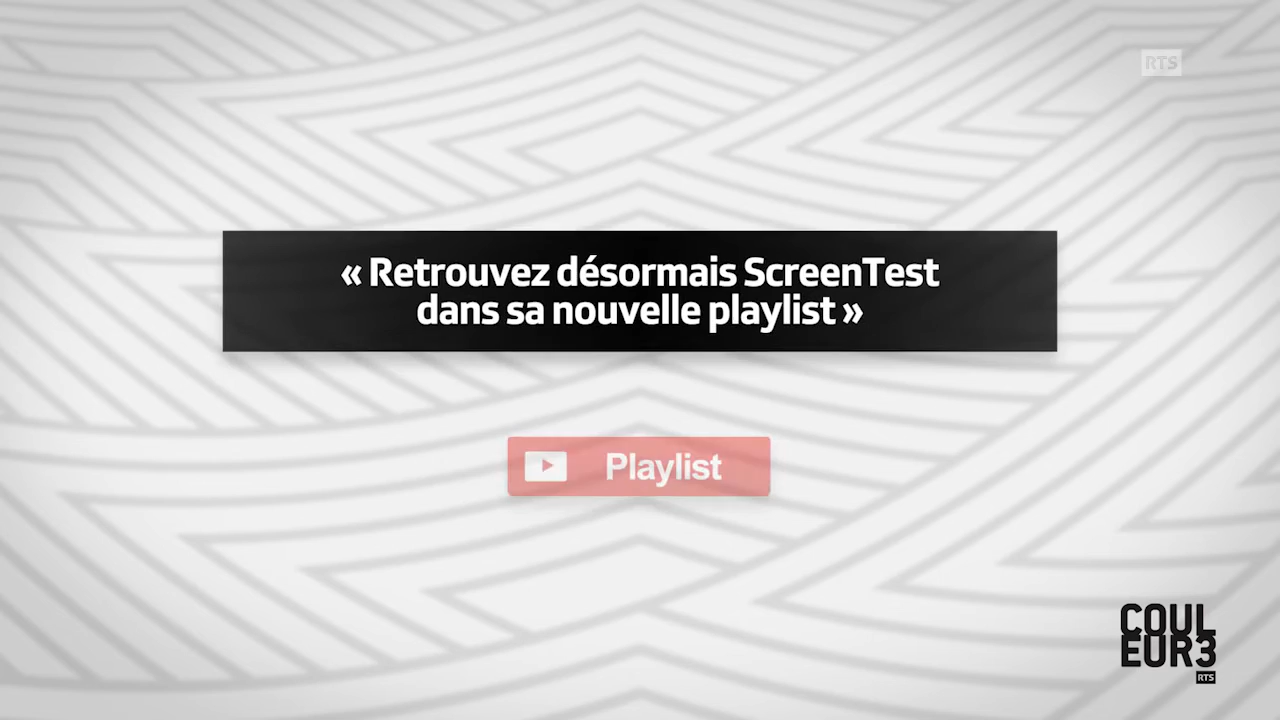 RTS
« Retrouvez désormais ScreenTest
dans sa nouvelle playlist »
Playlist
COUL
EUR3
RTS